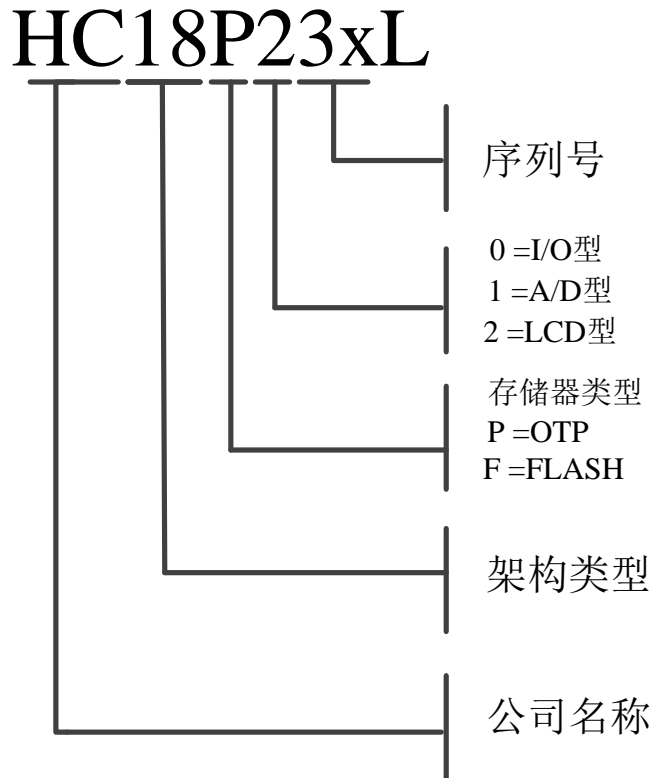 HC18P23xL
序列号
0 =I/O型
1 =A/D型
2 =LCD型
存储器类型
P =OTP
F =FLASH
架构类型
公司名称